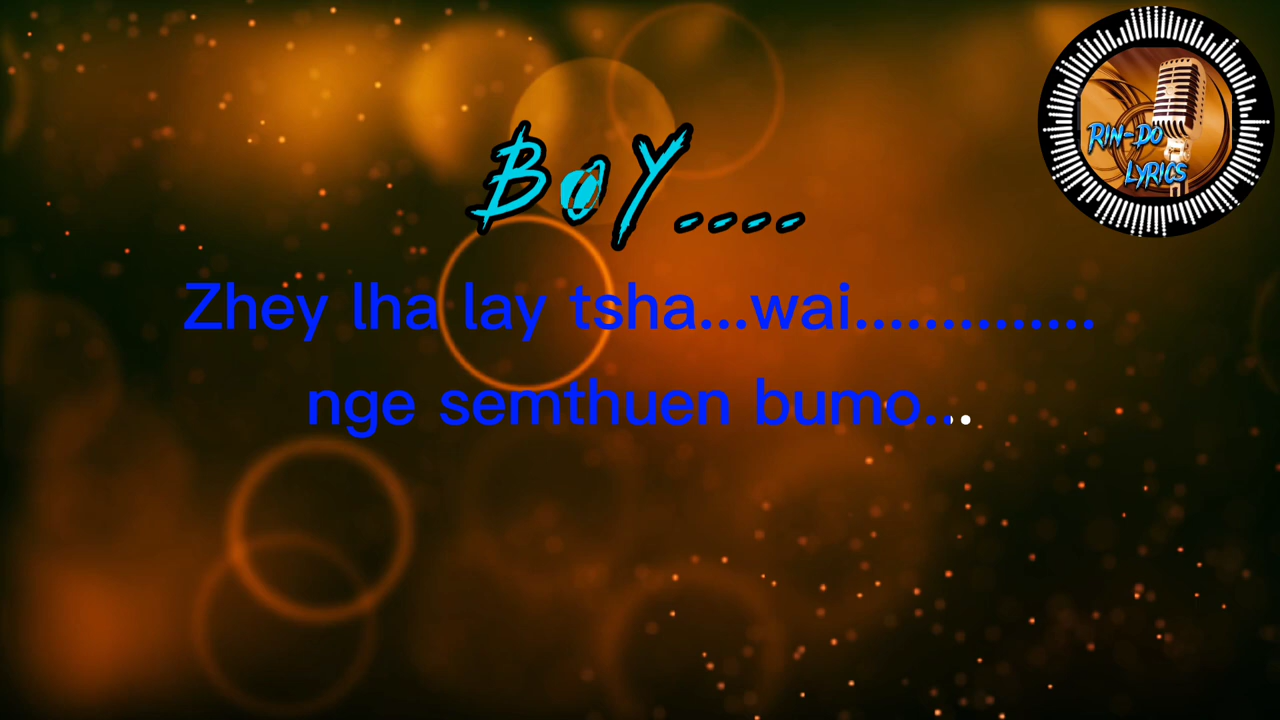 BOY....
Zhey lha lay tsha...wai..............
nge semthuen bumo...
RIN-DO
LYRICS